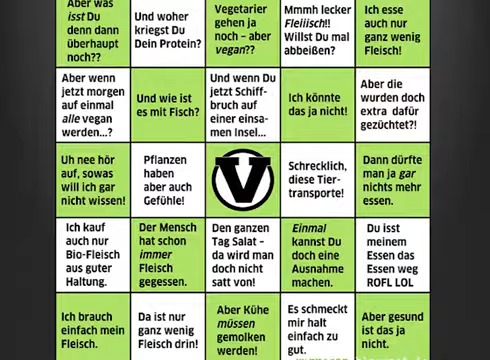 Aber was
isst Du
denn dann
überhaupt
noch??
Und woher
kriegst Du
Dein Protein?
Vegetarier
gehen ja
noch – aber
vegan??
Mmmh lecker
Fleiiisch!!
Willst Du mal
abbeißen?
Ich esse
auch nur
ganz wenig
Fleisch!
Aber wenn
jetzt morgen
auf einmal
alle vegan
werden...?
Und wie ist
es mit Fisch?
Und wenn Du
jetzt Schiff-
bruch auf
einer einsa-
men Insel...
Ich könnte
das ja nicht!
Aber die
wurden doch
extra dafür
gezüchtet?!
Uh nee hör
auf, sowas
will ich gar
nicht wissen!
Pflanzen
haben
aber auch
Gefühle!
V
Schrecklich,
diese Tier-
transporte!
Dann dürfte
man ja gar
nichts mehr
essen.
Ich kauf
auch nur
Bio-Fleisch
aus guter
Haltung.
Der Mensch
hat schon
immer
Fleisch
gegessen.
Den ganzen
Tag Salat –
da wird man
doch nicht
satt von!
Einmal
kannst Du
doch eine
Ausnahme
machen.
Du isst
meinem
Essen das
Essen weg
ROFL LOL
Ich brauch
einfach mein
Fleisch.
Da ist nur
ganz wenig
Fleisch drin!
Aber Kühe
müssen
gemolken
werden!
Es schmeckt
mir halt
einfach zu
gut.
Aber gesund
ist das ja
nicht.